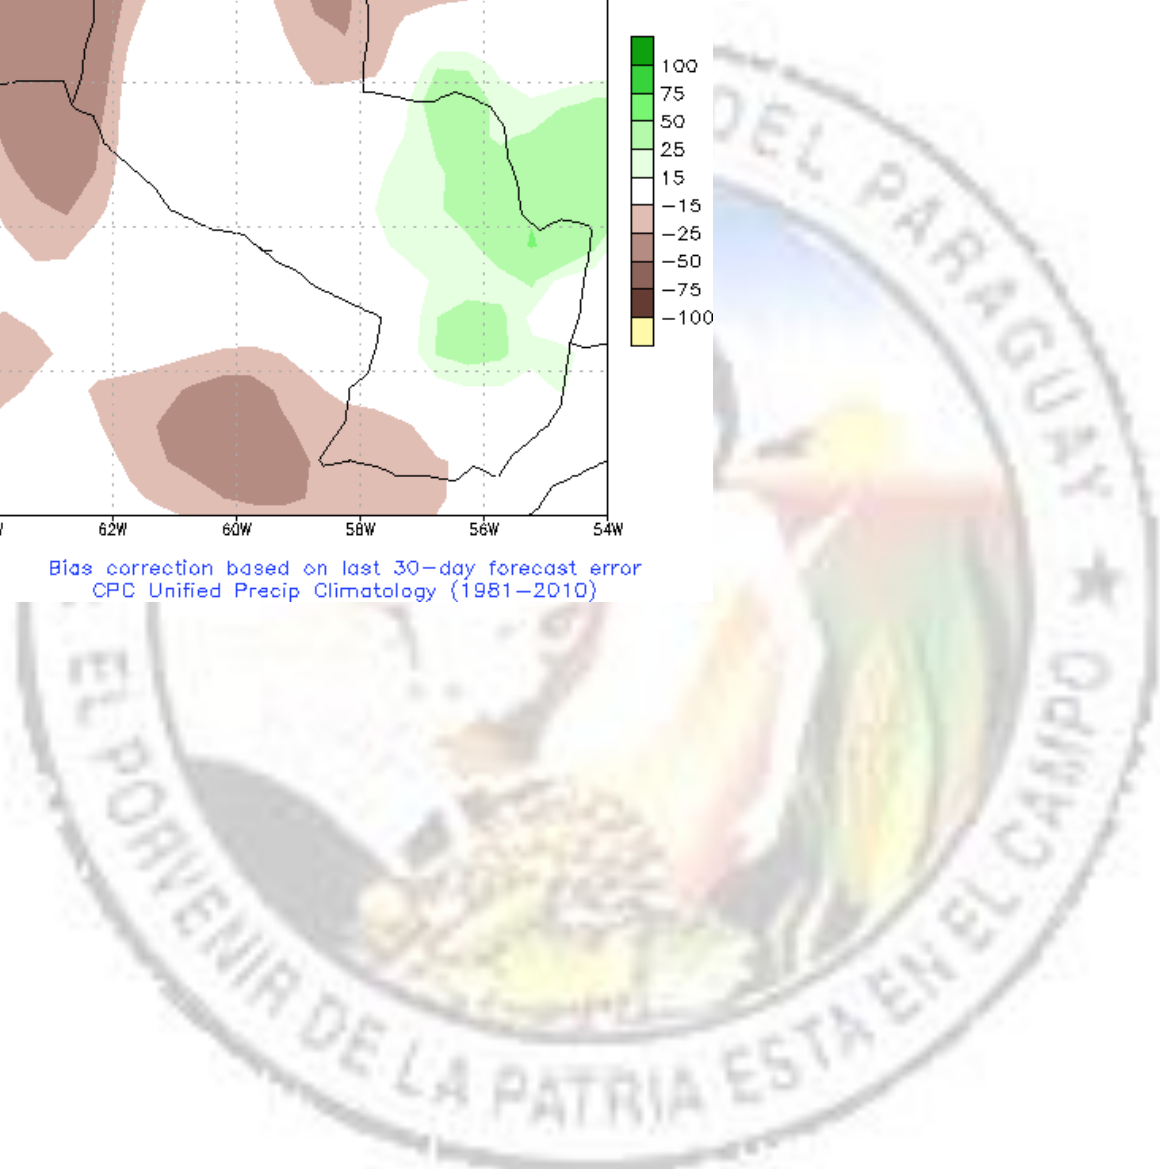 100
75
50
25
15
−15
−25
−50
−75
−100
62W 60W 58W 56W 54W
Bias correction based on last 30−day forecast error
CPC Unified Precip Climatology (1981−2010)
DEL PARAGUAY ★
EL PORVENIR DE LA PATRIA ESTA EN EL CAMPO